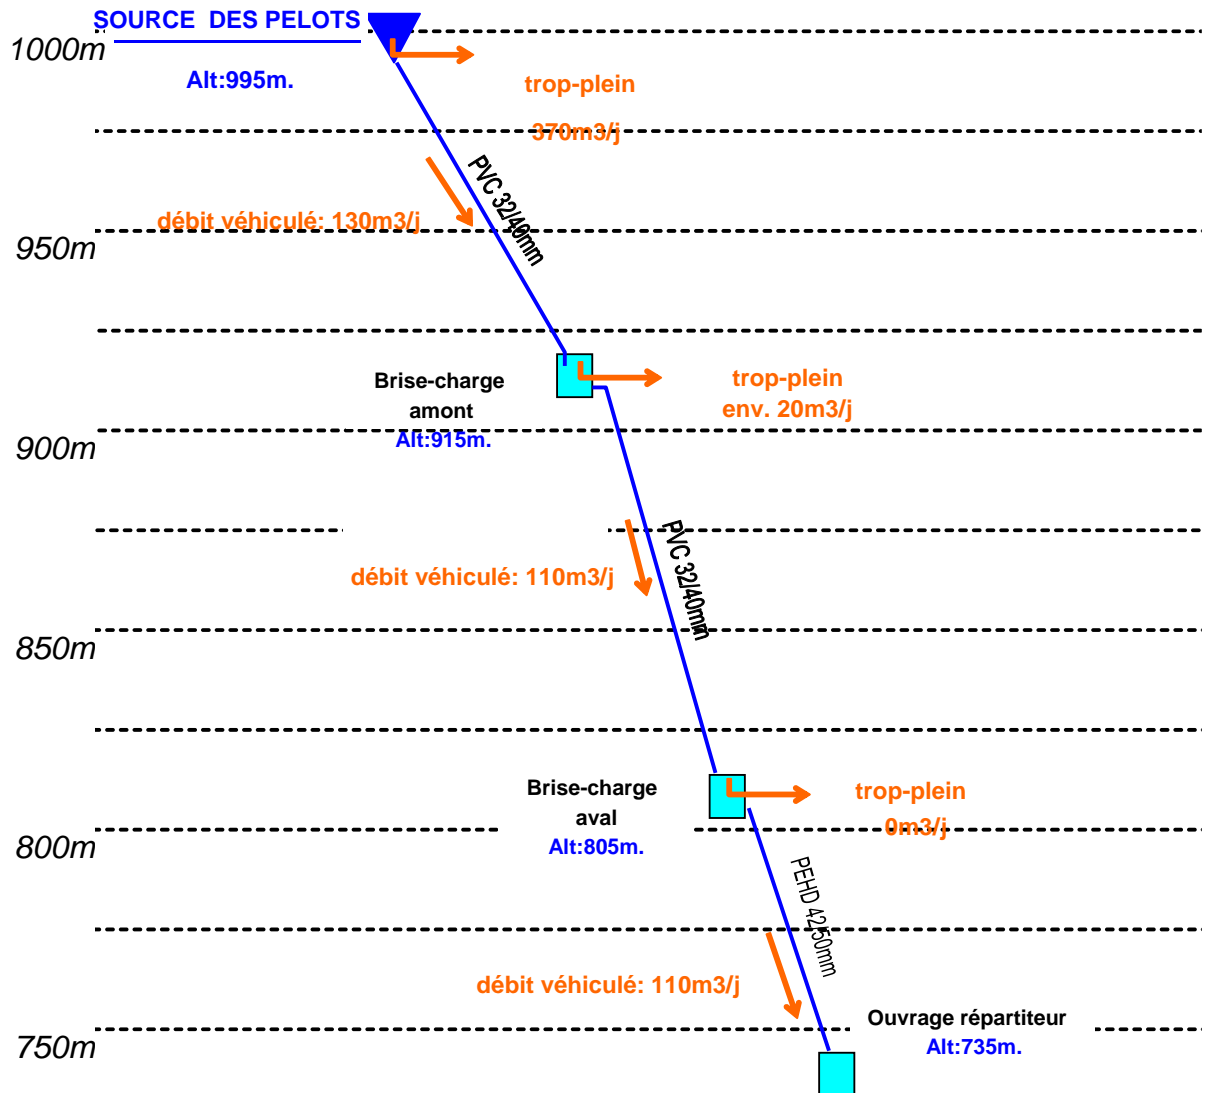 SOURCE DES PELOTS
1000m
Alt:995m.
trop-plein
370m3/j
PVC 32/40mm
débit véhiculé: 130m3/j
950m
Brise-charge
amont
Alt:915m.
trop-plein
env. 20m3/j
900m
PVC 32/40mm
débit véhiculé: 110m3/j
850m
Brise-charge
aval
Alt:805m.
trop-plein
0m3/j
800m
PEHD 42/50mm
débit véhiculé: 110m3/j
Ouvrage répartiteur
Alt:735m.
750m